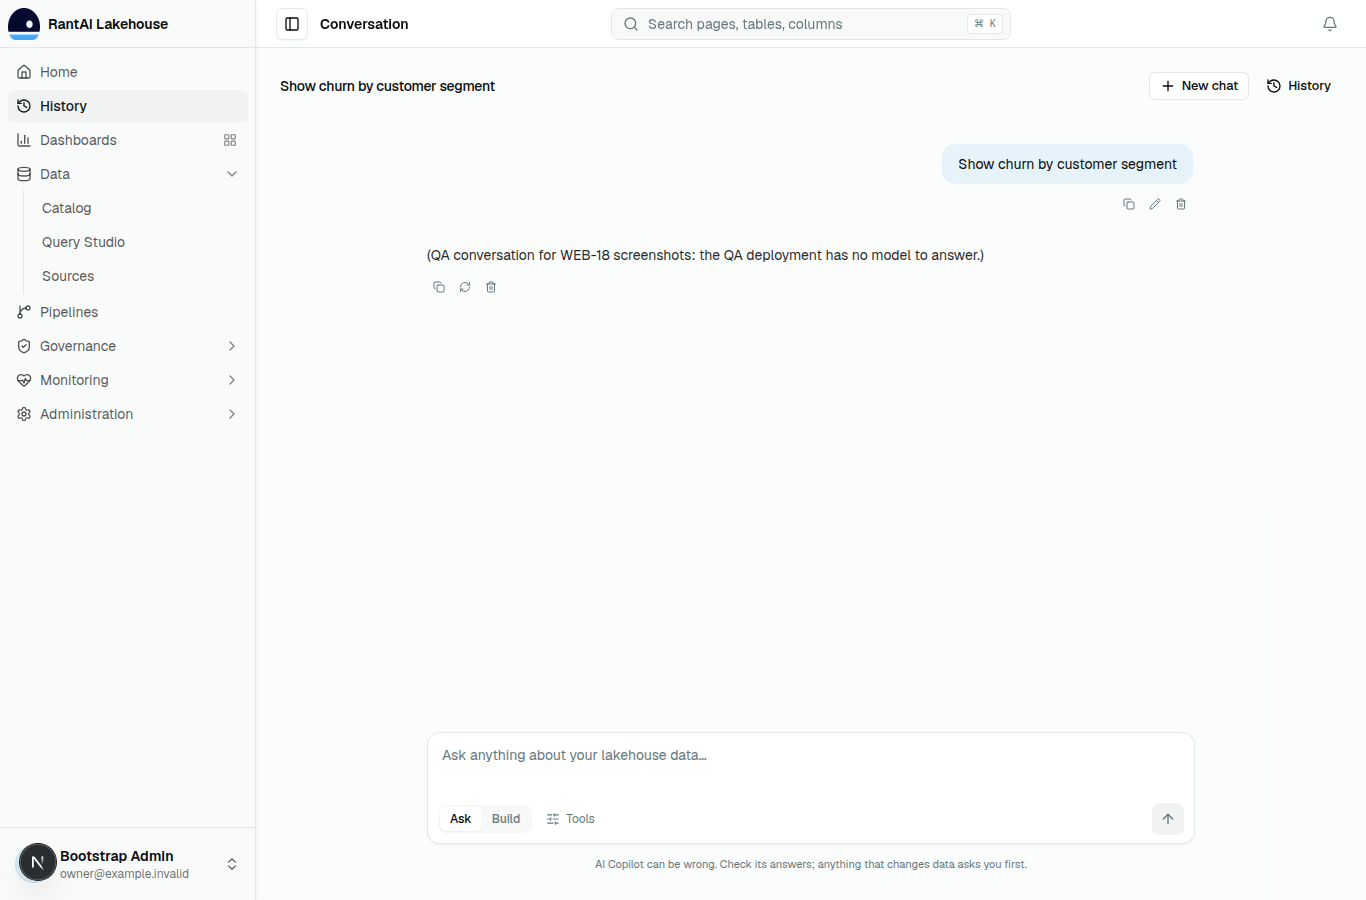 RantAI Lakehouse
Conversation
Search pages, tables, columns
⌘ K
Home
History
Dashboards
Data
Catalog
Query Studio
Sources
Pipelines
Governance
Monitoring
Administration
Show churn by customer segment
New chat
History
Show churn by customer segment
(QA conversation for WEB-18 screenshots: the QA deployment has no model to answer.)
Ask anything about your lakehouse data…
Ask
Build
Tools
AI Copilot can be wrong. Check its answers; anything that changes data asks you first.
N
Bootstrap Admin
owner@example.invalid